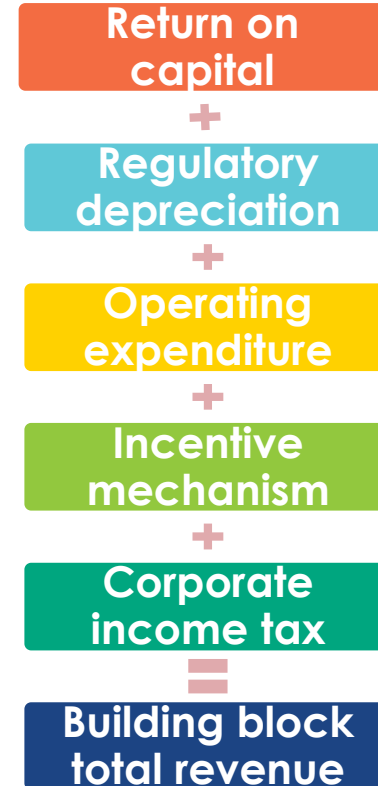 Return on
capital
+
Regulatory
depreciation
+
Operating
expenditure
+
Incentive
mechanism
+
Corporate
income tax
=
Building block
total revenue